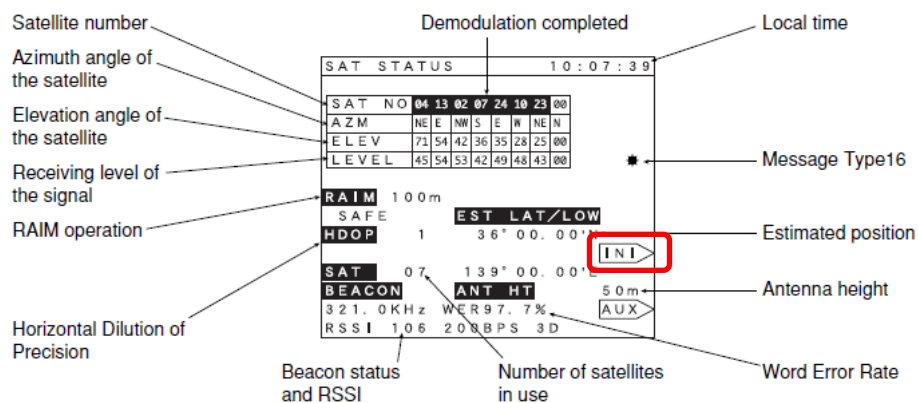 Satellite number
Demodulation completed
Local time
Azimuth angle of
the satellite
Elevation angle of
the satellite
Receiving level of
the signal
RAIM operation
Horizontal Dilution of
Precision
SAT STATUS 10:07:39
SAT NO 04 13 02 07 24 10 23 00
AZM NE E NW S E W NE N
ELEV 71 54 42 36 35 28 25 00
LEVEL 45 54 53 42 49 48 43 00
RAIM 100m
SAFE EST LAT/LOW
HDOP 1 36°00.00'N
INI
SAT 07 139°00.00'E
BEACON ANT HT 50m
321.0KHz WER97.7% AUX
RSSI 106 200BPS 3D
Message Type16
Estimated position
Antenna height
Word Error Rate
Beacon status
and RSSI
Number of satellites
in use